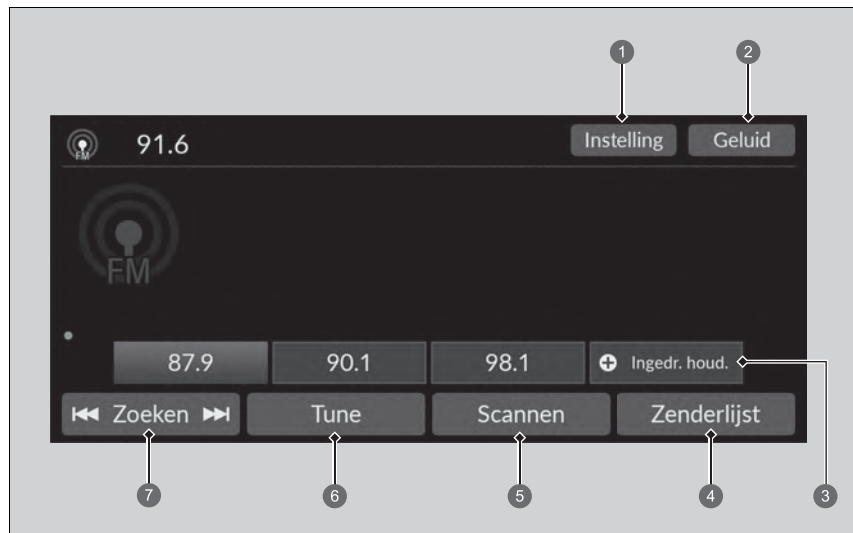 1 2
FM 91.6 Instelling Geluid
FM
87.9 90.1 98.1 Ingedr. houd.
Zoeken Tune Scannen Zenderlijst
7 6 5 4 3